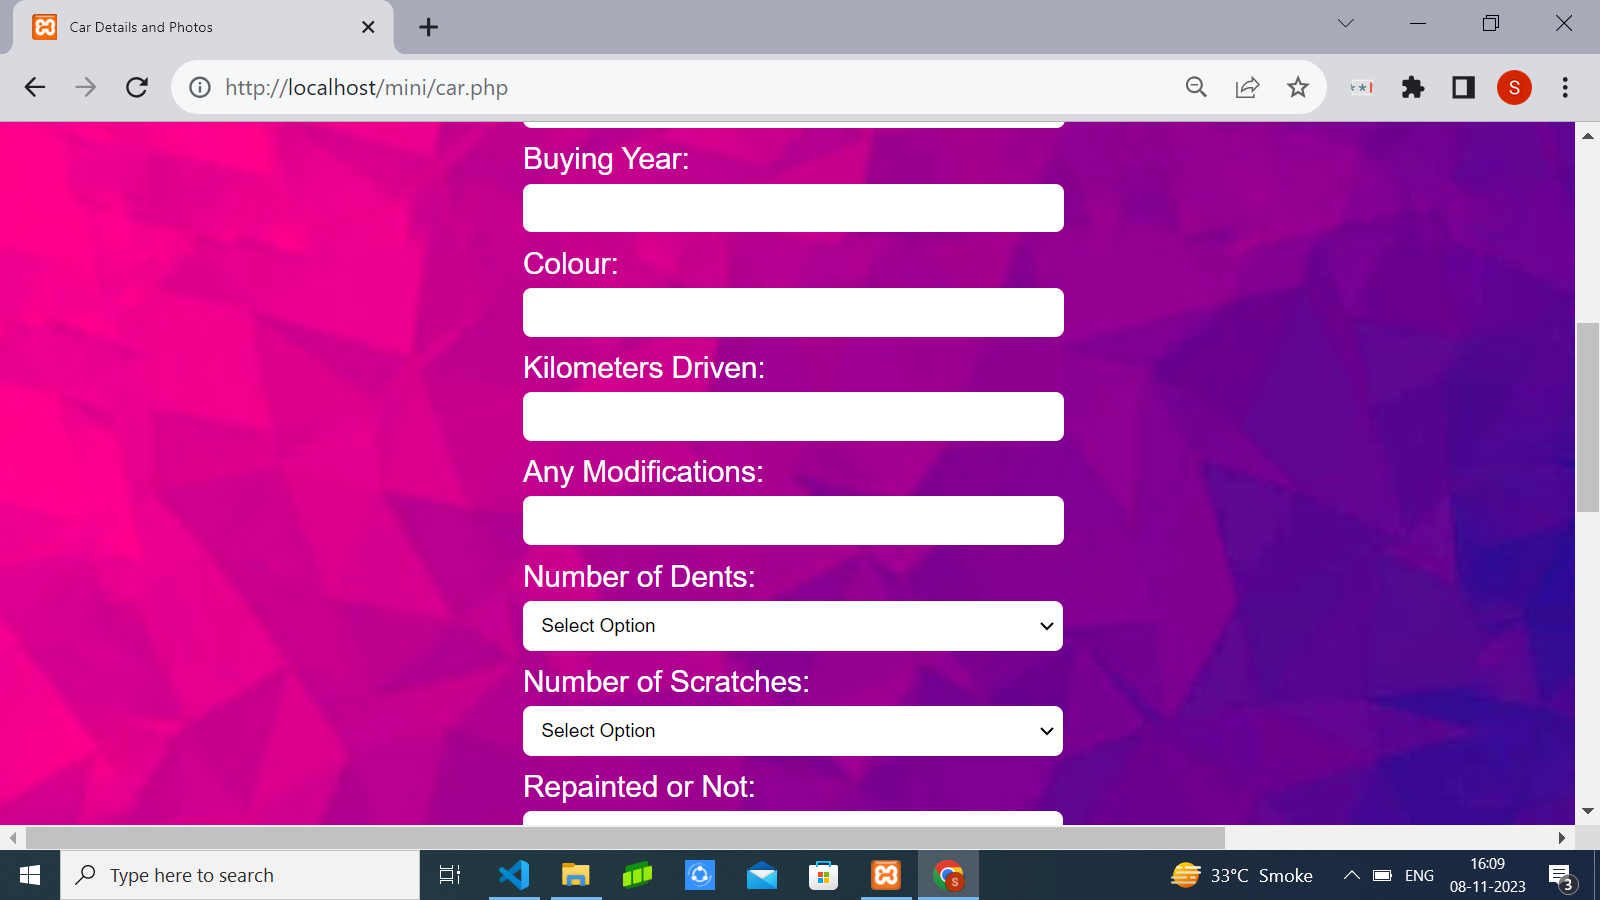 Car Details and Photos
http://localhost/mini/car.php
**!
S
Buying Year:
Colour:
Kilometers Driven:
Any Modifications:
Number of Dents:
Select Option
Number of Scratches:
Select Option
Repainted or Not:
Type here to search
S
33°C Smoke
ENG
16:09
08-11-2023
3